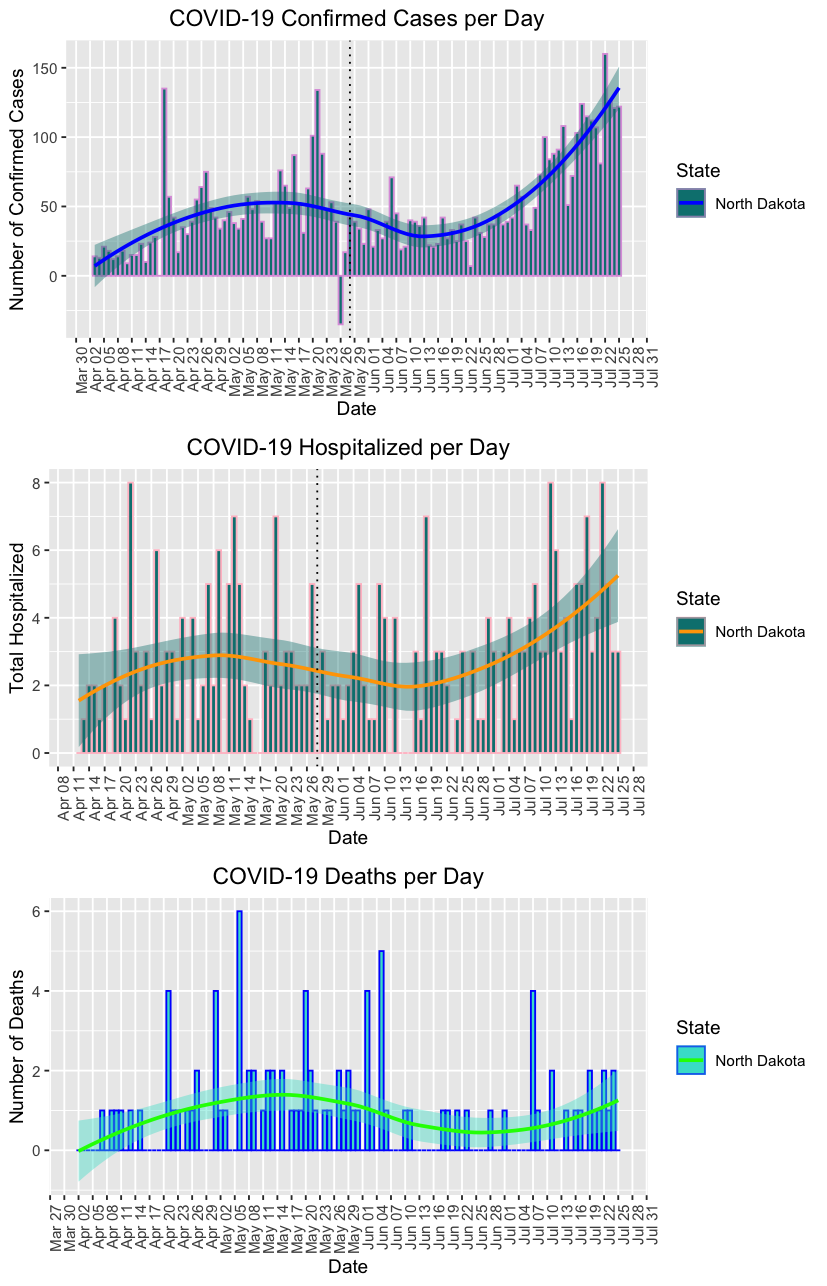 COVID-19 Confirmed Cases per Day
Number of Confirmed Cases
150
100
50
0
Mar 30
Apr 02
Apr 05
Apr 08
Apr 11
Apr 14
Apr 17
Apr 20
Apr 23
Apr 26
Apr 29
May 02
May 05
May 08
May 11
May 14
May 17
May 20
May 23
May 26
May 29
Jun 01
Jun 04
Jun 07
Jun 10
Jun 13
Jun 16
Jun 19
Jun 22
Jun 25
Jun 28
Jul 01
Jul 04
Jul 07
Jul 10
Jul 13
Jul 16
Jul 19
Jul 22
Jul 25
Jul 28
Jul 31
Date
State
North Dakota
COVID-19 Hospitalized per Day
Total Hospitalized
8
6
4
2
0
Apr 08
Apr 11
Apr 14
Apr 17
Apr 20
Apr 23
Apr 26
Apr 29
May 02
May 05
May 08
May 11
May 14
May 17
May 20
May 23
May 26
May 29
Jun 01
Jun 04
Jun 07
Jun 10
Jun 13
Jun 16
Jun 19
Jun 22
Jun 25
Jun 28
Jul 01
Jul 04
Jul 07
Jul 10
Jul 13
Jul 16
Jul 19
Jul 22
Jul 25
Jul 28
Date
State
North Dakota
COVID-19 Deaths per Day
Number of Deaths
6
4
2
0
Mar 27
Mar 30
Apr 02
Apr 05
Apr 08
Apr 11
Apr 14
Apr 17
Apr 20
Apr 23
Apr 26
Apr 29
May 02
May 05
May 08
May 11
May 14
May 17
May 20
May 23
May 26
May 29
Jun 01
Jun 04
Jun 07
Jun 10
Jun 13
Jun 16
Jun 19
Jun 22
Jun 25
Jun 28
Jul 01
Jul 04
Jul 07
Jul 10
Jul 13
Jul 16
Jul 19
Jul 22
Jul 25
Jul 28
Jul 31
Date
State
North Dakota